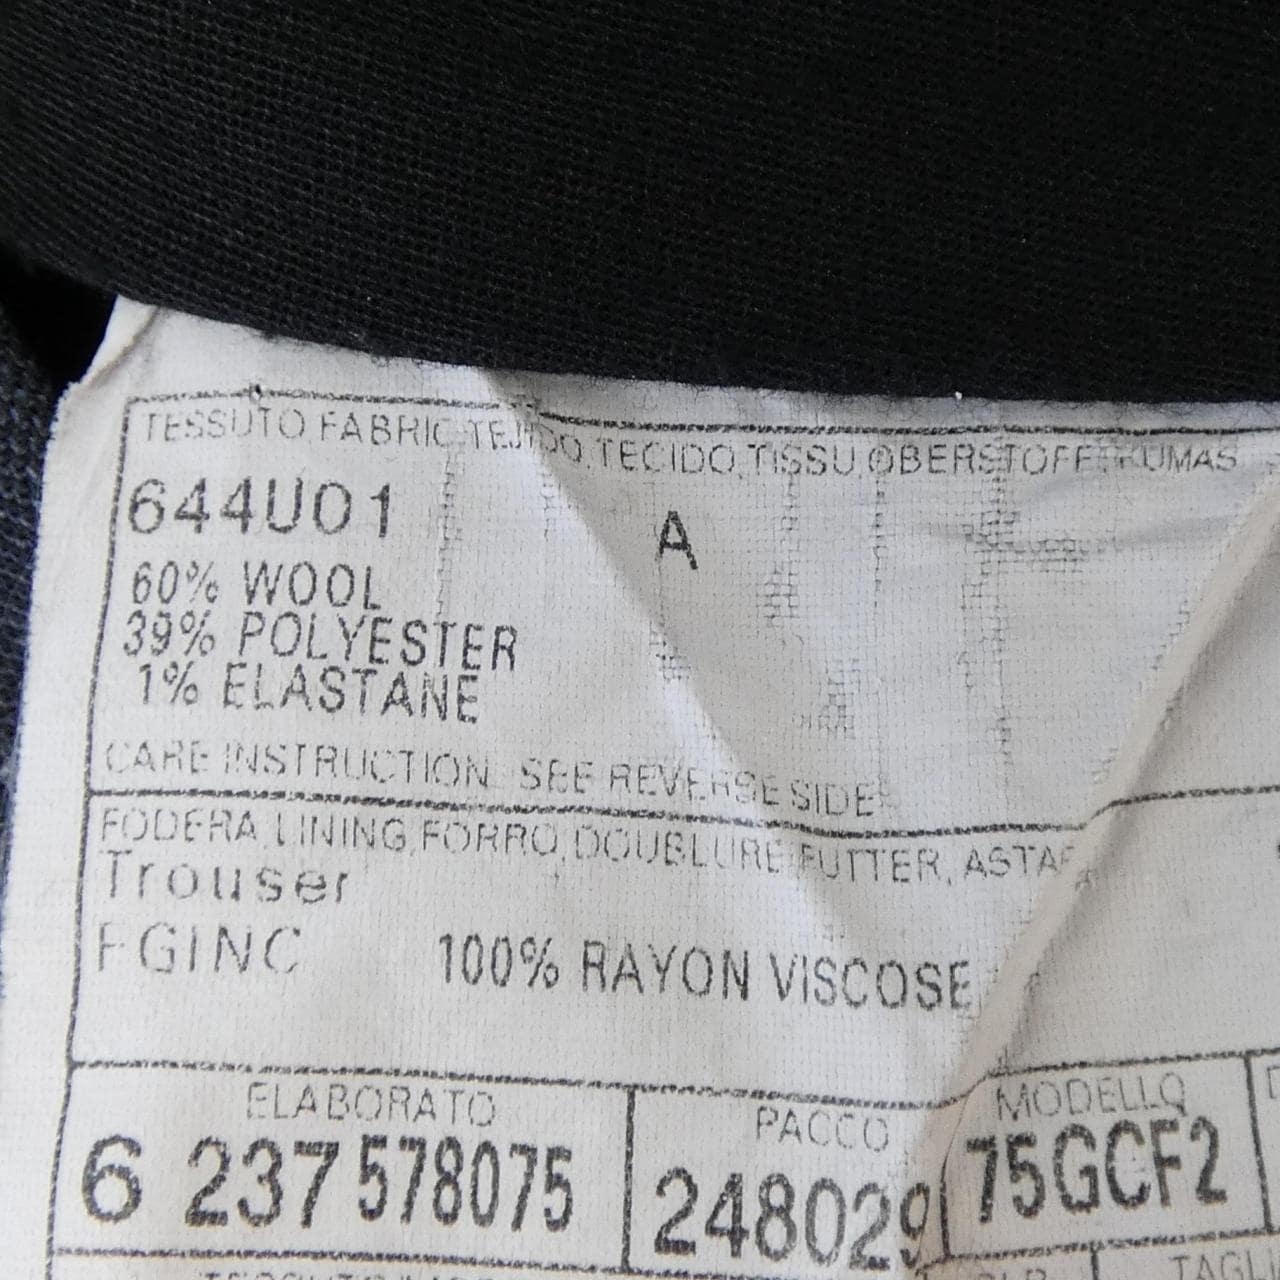 TESSUTO, FABRIC, TEJIDO, TECIDO, TISSU, OBERSTOFF, KUMAS
644U01 A
60% WOOL
39% POLYESTER
1% ELASTANE
CARE INSTRUCTION SEE REVERSE SIDE
FODERA, LINING, FORRO, DOUBLURE FUTTER, ASTAR
Trouser
FGINC 100% RAYON VISCOSE
ELABORATO PACCO MODELLO
6 237 578075 248029 75GCF2
TAGLI